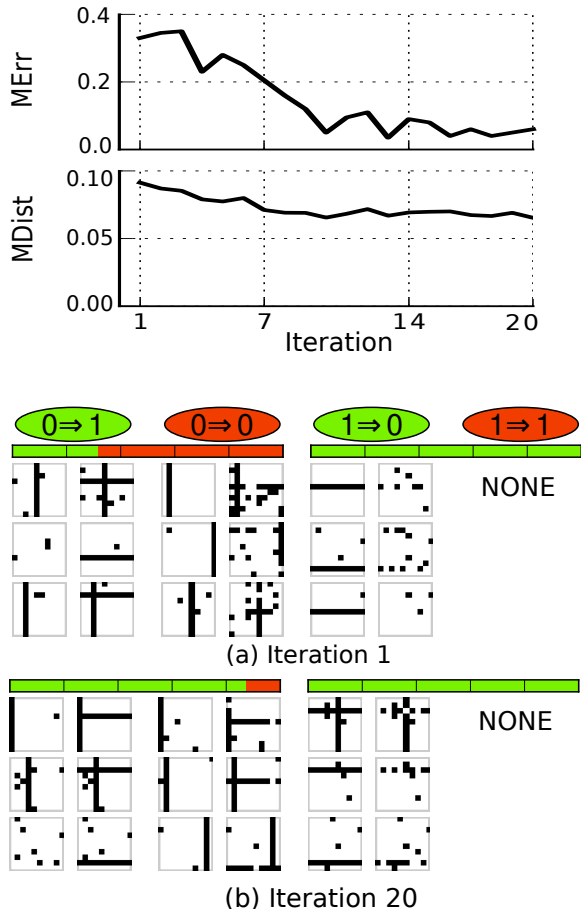 MErr
0.4
0.2
0.0
MDist
0.10
0.05
0.00
1 7 14 20
Iteration
0⇒1 0⇒0 1⇒0 1⇒1
NONE
(a) Iteration 1
NONE
(b) Iteration 20